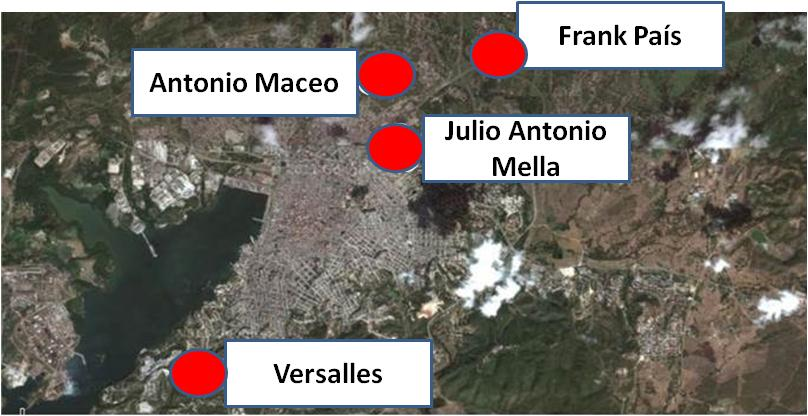 Frank País
Antonio Maceo
Julio Antonio
Mella
Versalles